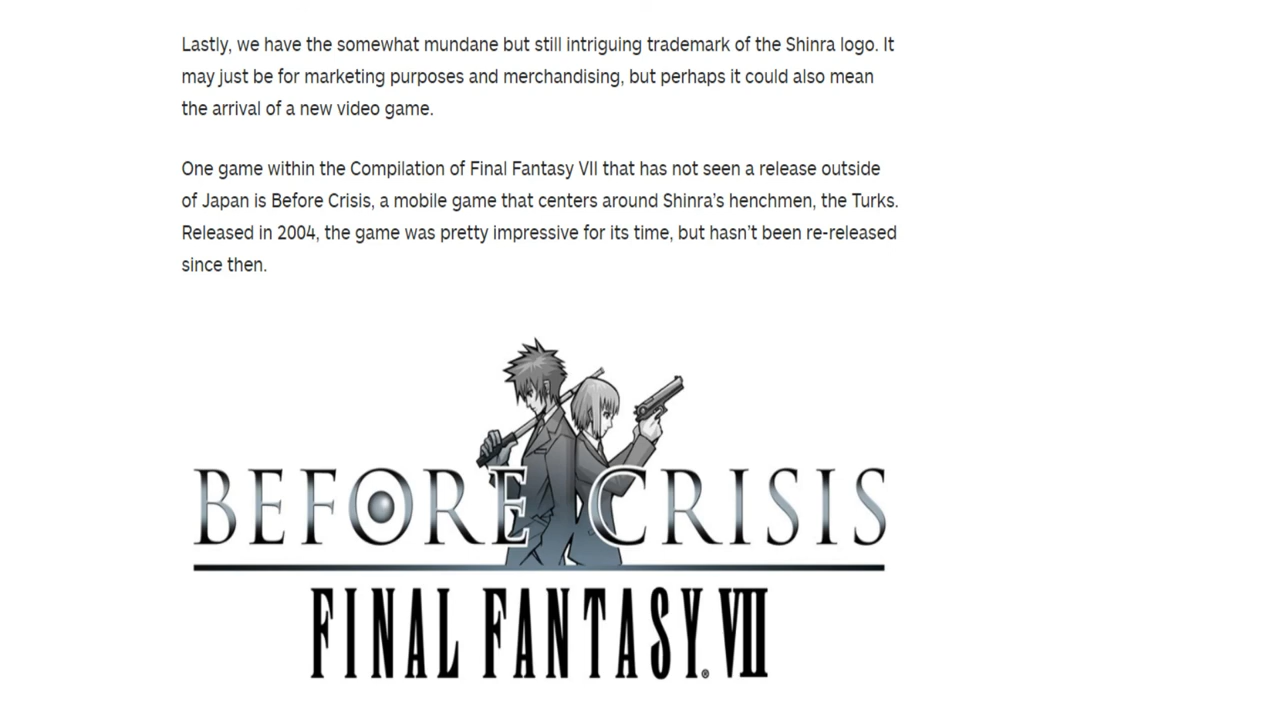 Lastly, we have the somewhat mundane but still intriguing trademark of the Shinra logo. It
may just be for marketing purposes and merchandising, but perhaps it could also mean
the arrival of a new video game.
One game within the Compilation of Final Fantasy VII that has not seen a release outside
of Japan is Before Crisis, a mobile game that centers around Shinra’s henchmen, the Turks.
Released in 2004, the game was pretty impressive for its time, but hasn’t been re-released
since then.
BEFORE CRISIS
FINAL FANTASY® VII